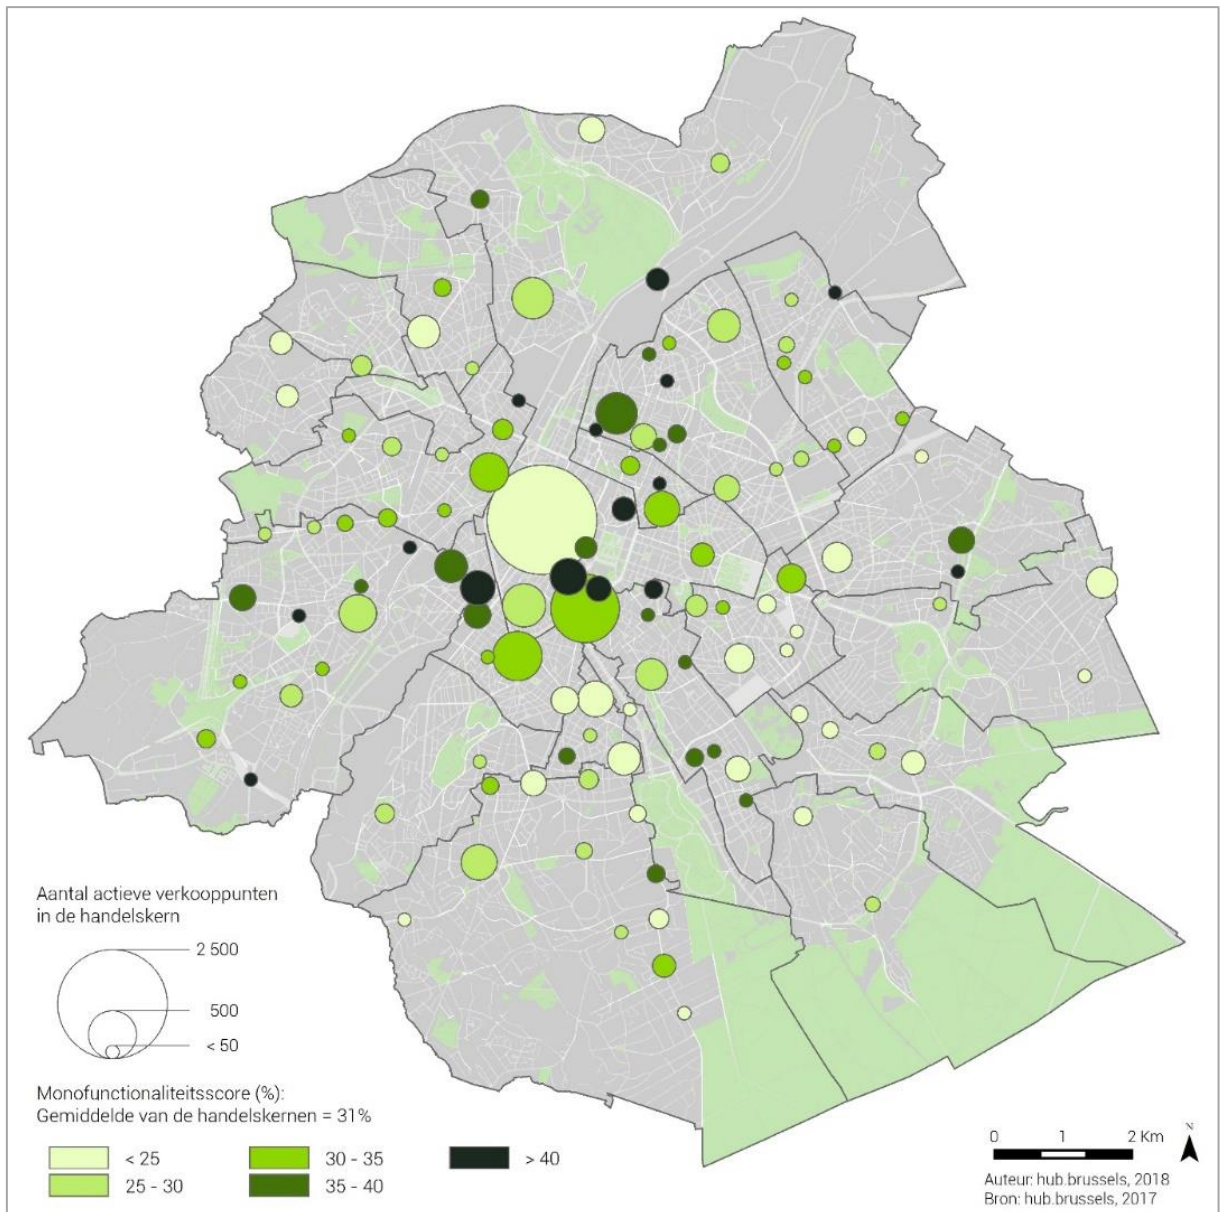 Aantal actieve verkooppunten
in de handelskern
2 500
500
< 50
Monofunctionaliteitsscore (%):
Gemiddelde van de handelskernen = 31%
< 25
30 - 35
> 40
25 - 30
35 - 40
0 1 2 Km
N
Auteur: hub.brussels, 2018
Bron: hub.brussels, 2017